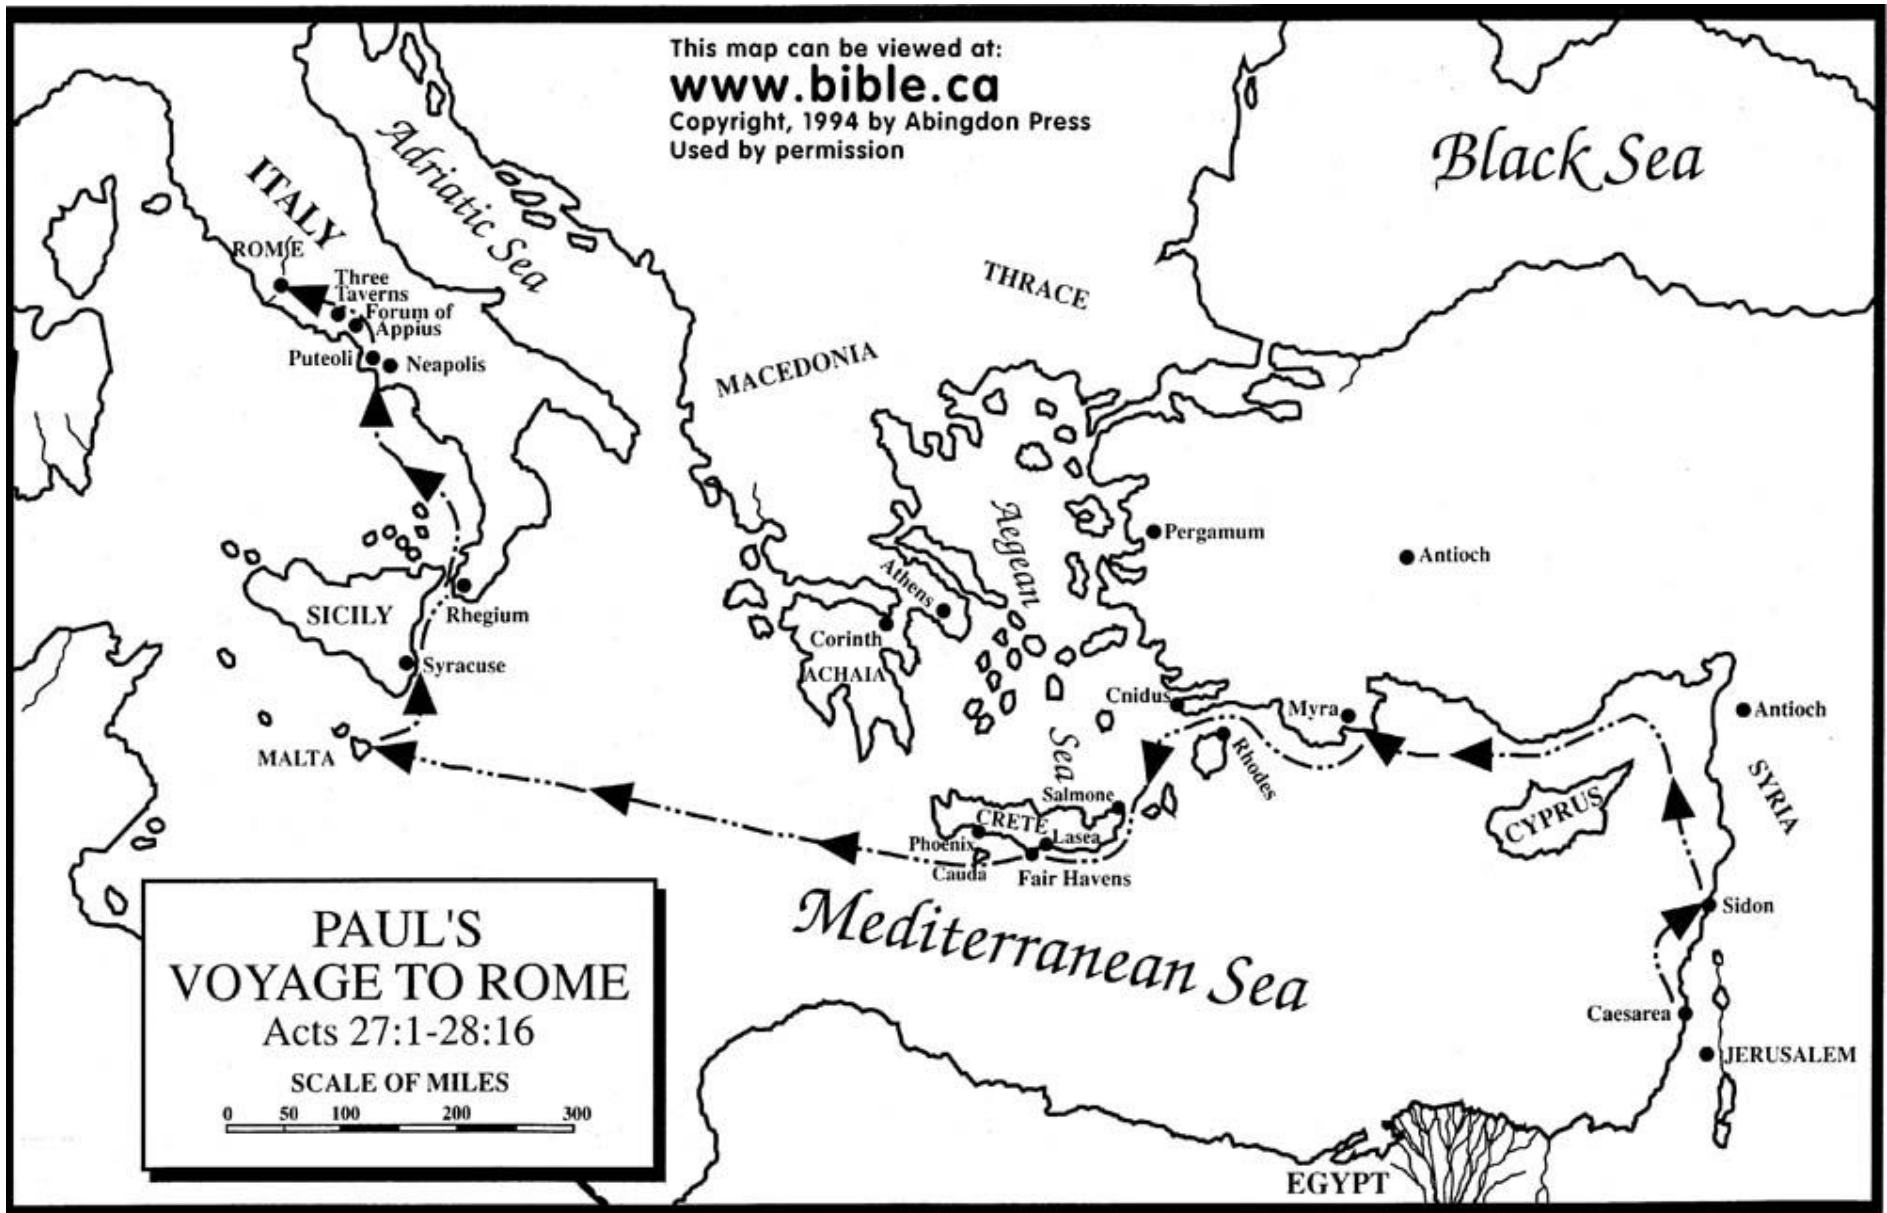 This map can be viewed at:
www.bible.ca
Copyright, 1994 by Abingdon Press
Used by permission
Black Sea
Adriatic Sea
ITALY
ROME
Three
Taverns
Forum of
Appius
Puteoli
Neapolis
THRACE
MACEDONIA
Aegean
Sea
Pergamum
Antioch
Athens
Corinth
ACHAIA
SICILY
Rhegium
Syracuse
MALTA
Cnidus
Myra
Rhodes
Antioch
SYRIA
CYPRUS
Salmone
CRETE
Lasea
Phoenix
Cauda
Fair Havens
Mediterranean Sea
Sidon
Caesarea
JERUSALEM
EGYPT
PAUL'S
VOYAGE TO ROME
Acts 27:1-28:16
SCALE OF MILES
0 50 100 200 300